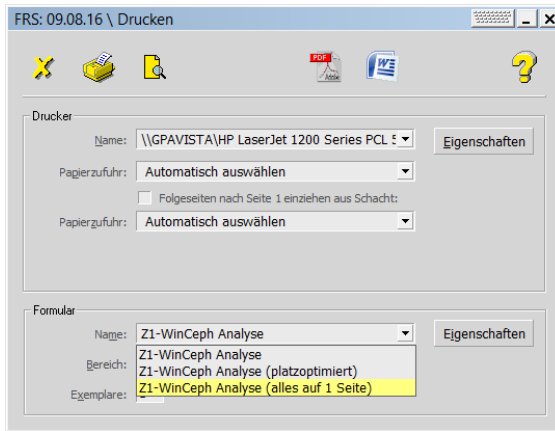 FRS: 09.08.16 \ Drucken
PDF
Adobe
W
Drucker
Name: \\GPAVISTA\HP LaserJet 1200 Series PCL Eigenschaften
Papierzufuhr: Automatisch auswählen
Folgeseiten nach Seite 1 einziehen aus Schacht:
Papierzufuhr: Automatisch auswählen
Formular
Name: Z1-WinCeph Analyse Eigenschaften
Z1-WinCeph Analyse
Bereich: Z1-WinCeph Analyse (platzoptimiert)
Exemplare: Z1-WinCeph Analyse (alles auf 1 Seite)